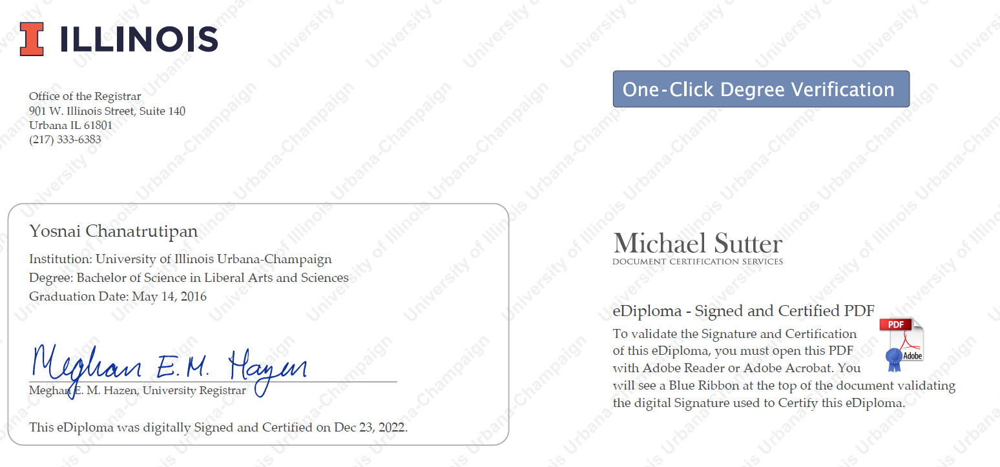 ILLINOIS
Office of the Registrar
901 W. Illinois Street, Suite 140
Urbana IL 61801
(217) 333-6383
One-Click Degree Verification
Yosnai Chanatrutipan
Institution: University of Illinois Urbana-Champaign
Degree: Bachelor of Science in Liberal Arts and Sciences
Graduation Date: May 14, 2016
Meghan E. M. Hazen
Meghan E. M. Hazen, University Registrar
This eDiploma was digitally Signed and Certified on Dec 23, 2022.
Michael Sutter
DOCUMENT CERTIFICATION SERVICES
eDiploma - Signed and Certified PDF
PDF
Adobe
To validate the Signature and Certification
of this eDiploma, you must open this PDF
with Adobe Reader or Adobe Acrobat. You
will see a Blue Ribbon at the top of the document validating
the digital Signature used to Certify this eDiploma.
University of Illinois Urbana-Champaign